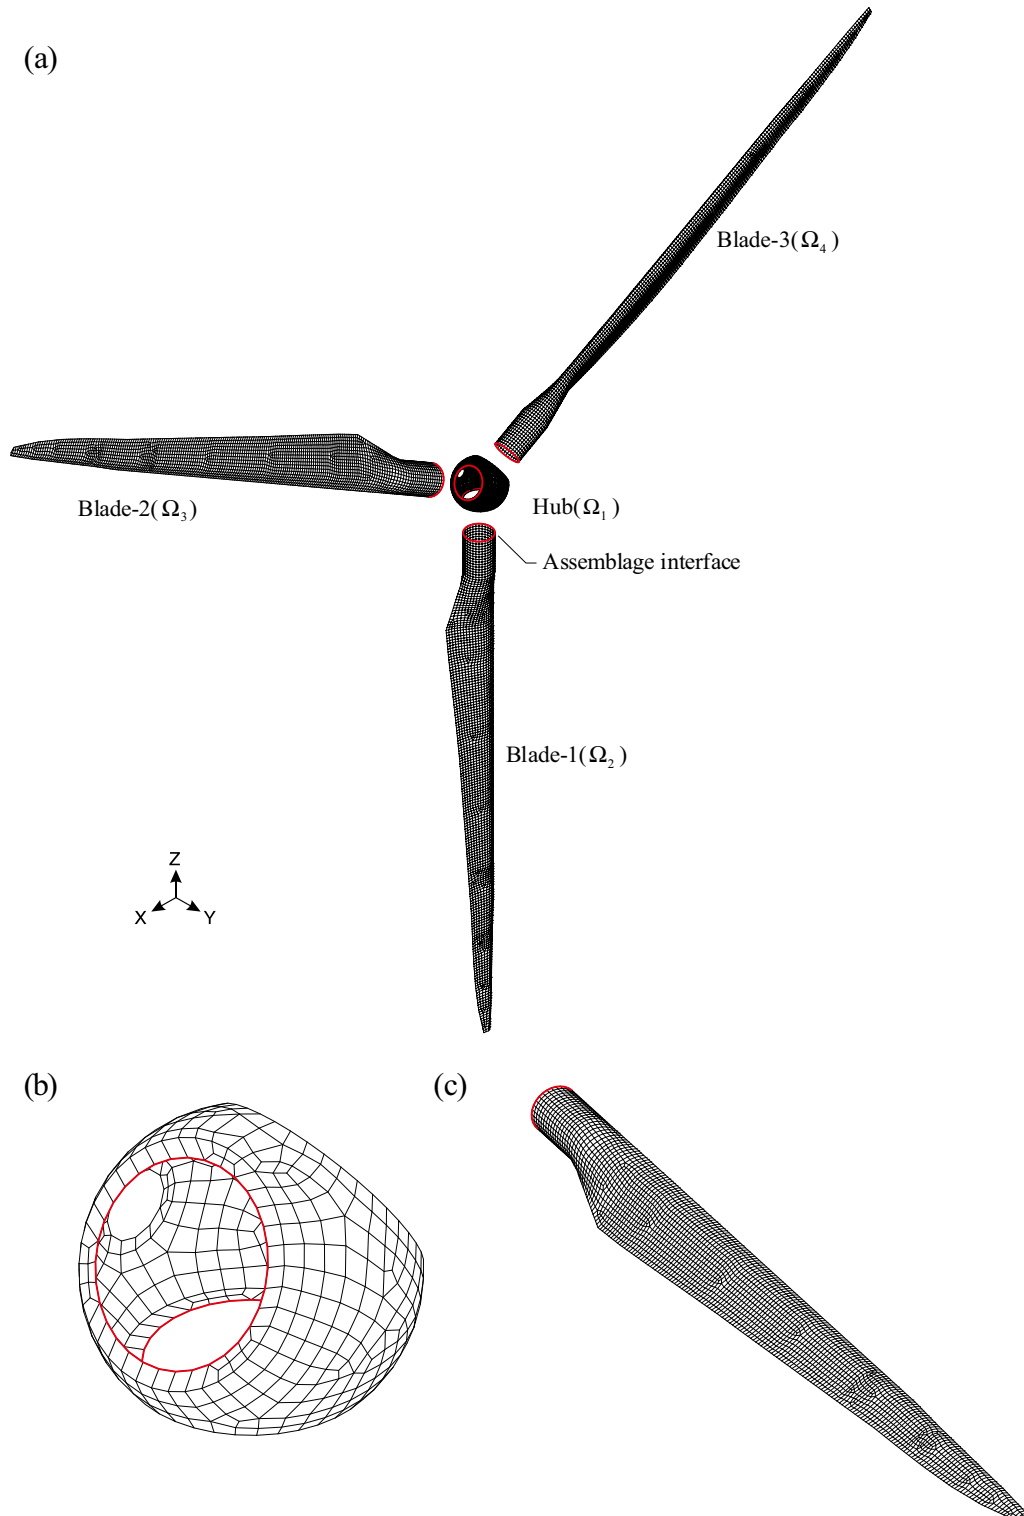 (a)
Blade-3(Ω₄)
Blade-2(Ω₃)
Hub(Ω₁)
Assemblage interface
Blade-1(Ω₂)
Z
X Y
(b) (c)